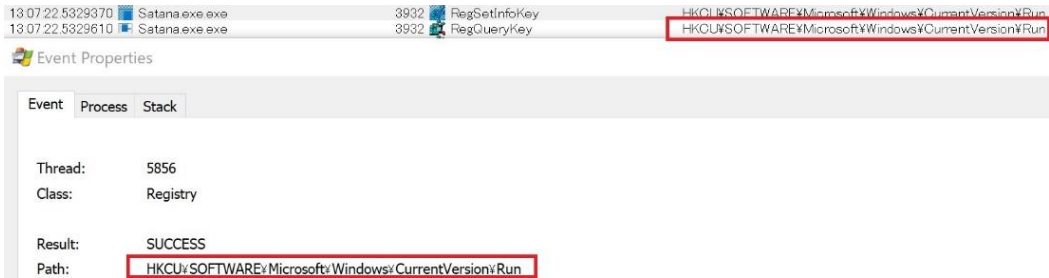 13:07:22.5329370 Satana.exe.exe 3932 RegSetInfoKey HKCU¥SOFTWARE¥Microsoft¥Windows¥CurrentVersion¥Run
13:07:22.5329610 Satana.exe.exe 3932 RegQueryKey HKCU¥SOFTWARE¥Microsoft¥Windows¥CurrentVersion¥Run
Event Properties
Event Process Stack
Thread: 5856
Class: Registry
Result: SUCCESS
Path: HKCU¥SOFTWARE¥Microsoft¥Windows¥CurrentVersion¥Run